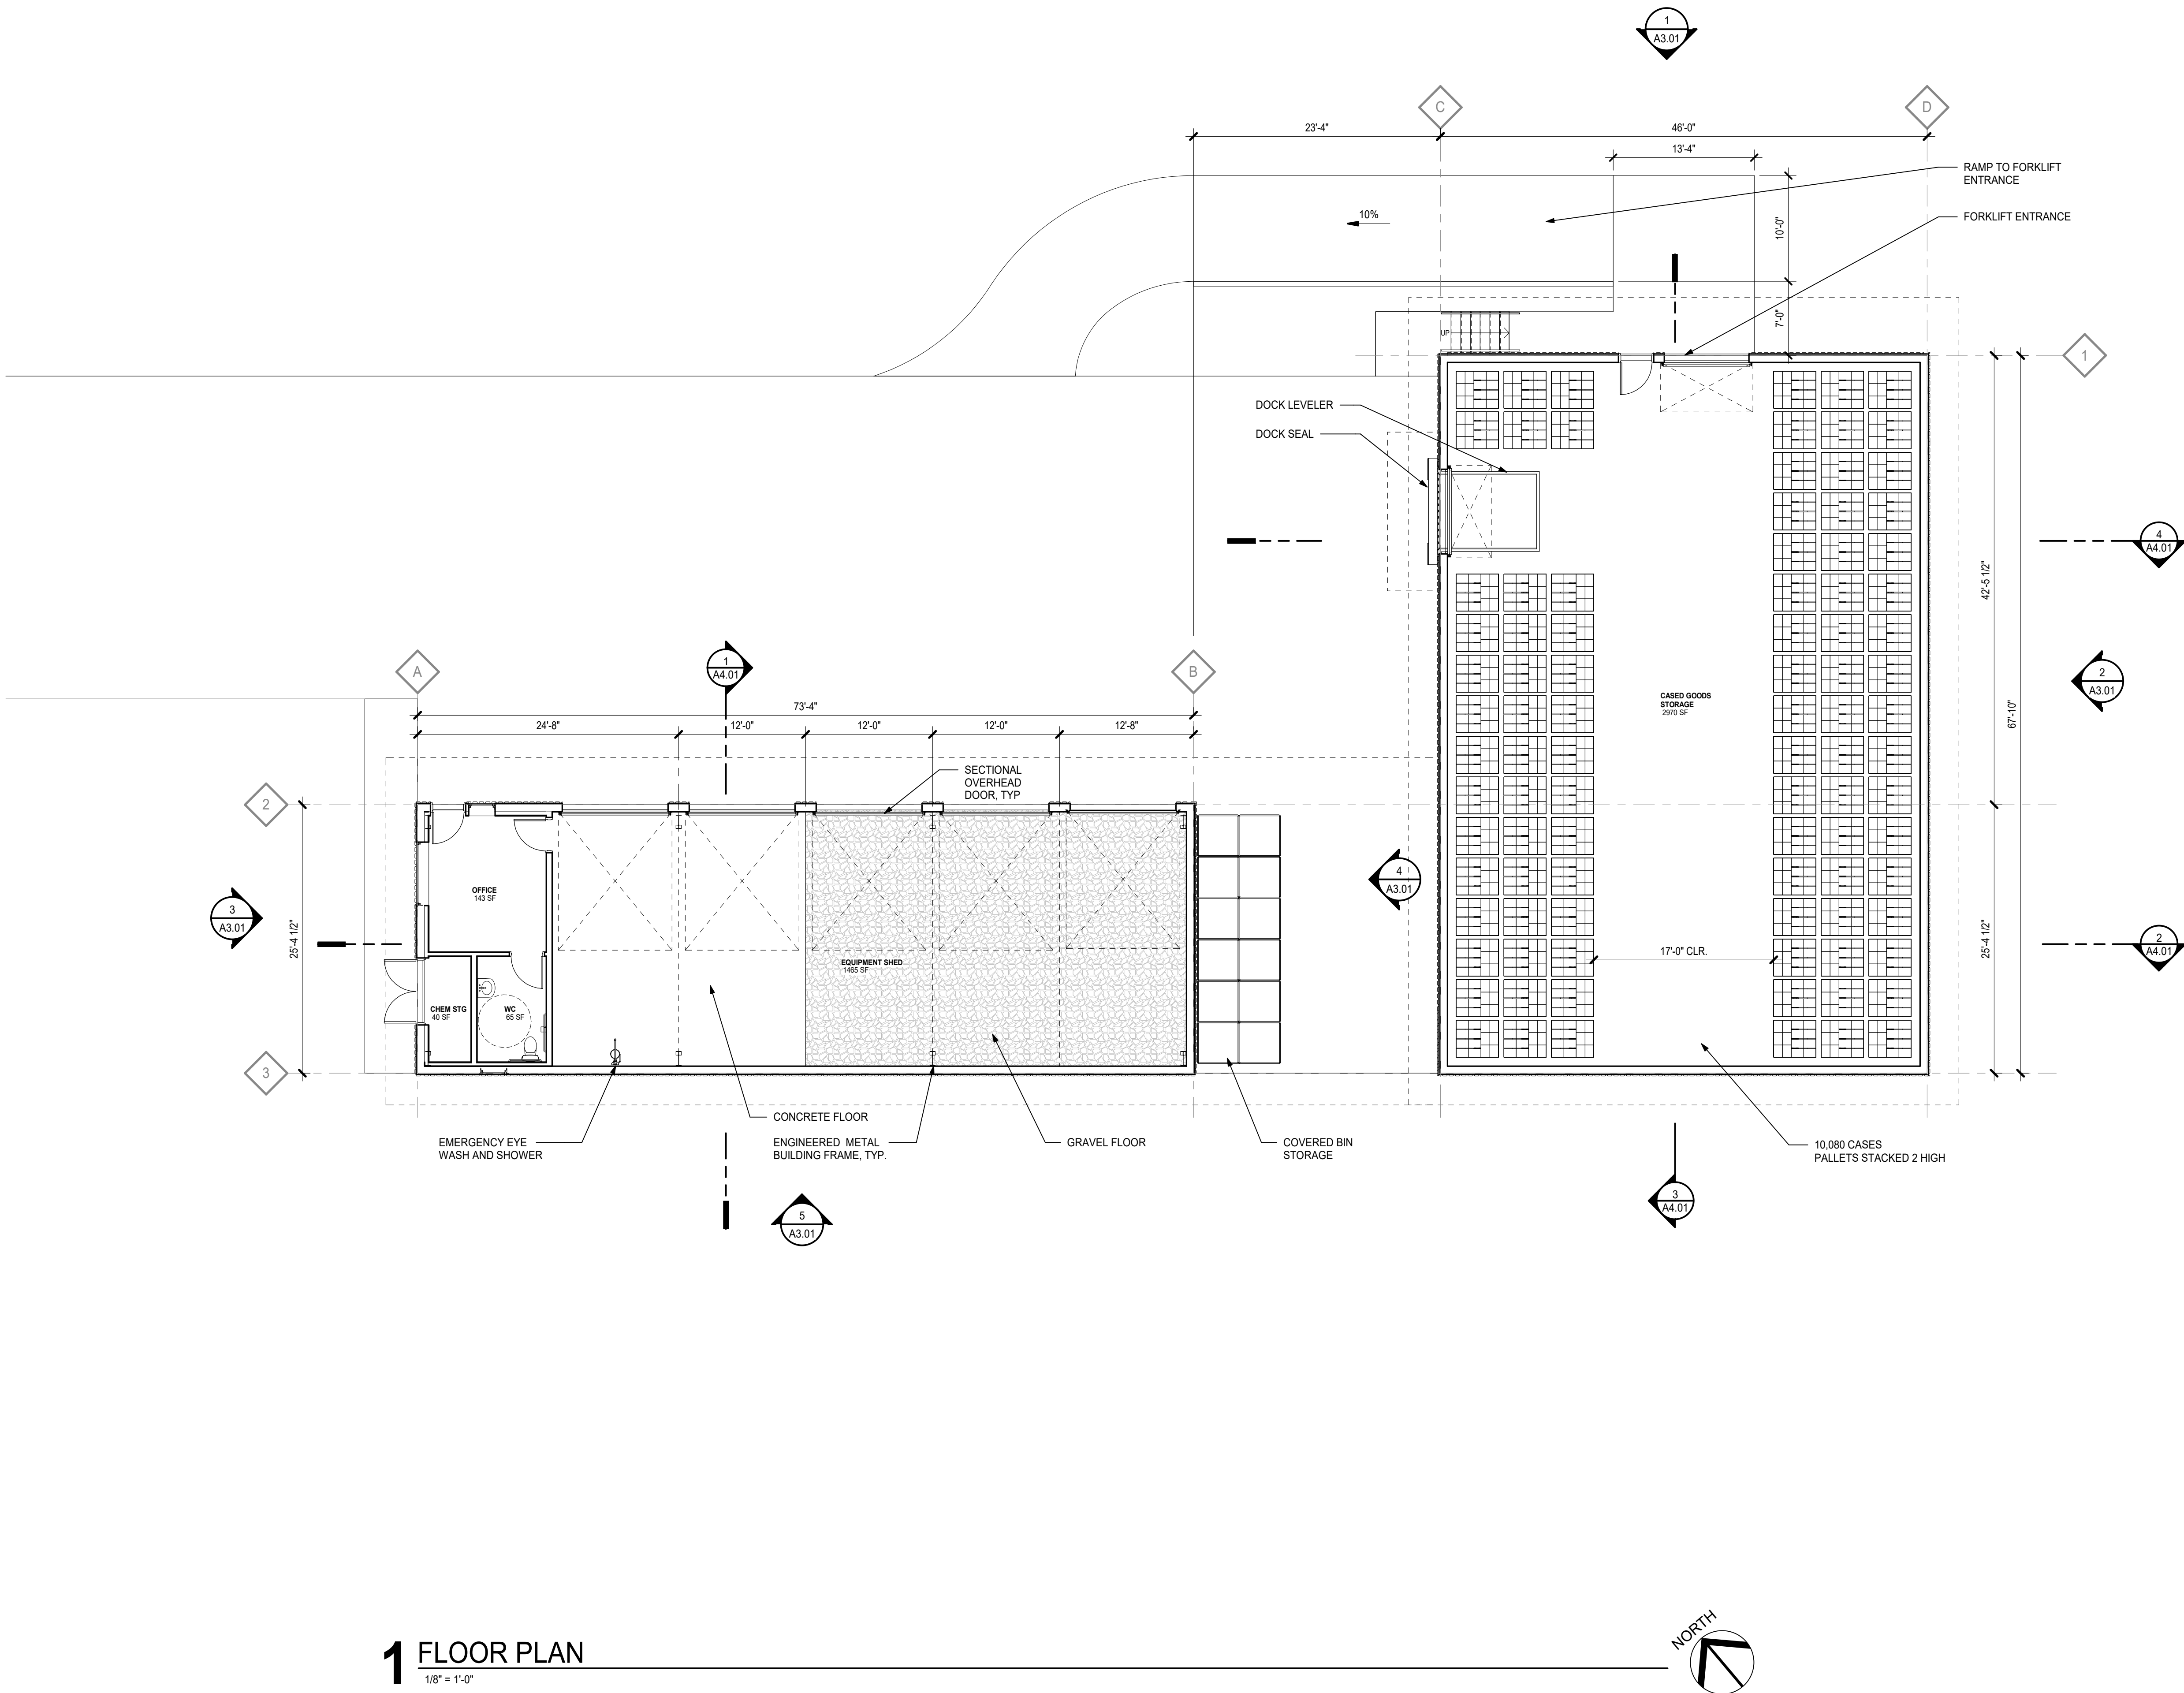 1
A3.01
C
D
23'-4"
46'-0"
13'-4"
RAMP TO FORKLIFT
ENTRANCE
10%
FORKLIFT ENTRANCE
10'-0"
7'-0"
UP
1
DOCK LEVELER
DOCK SEAL
4
A4.01
42'-5 1/2"
A
1
A4.01
B
2
A3.01
CASED GOODS
STORAGE
2970 SF
67'-10"
73'-4"
24'-8"
12'-0"
12'-0"
12'-0"
12'-8"
SECTIONAL
OVERHEAD
DOOR, TYP
2
4
A3.01
OFFICE
143 SF
3
A3.01
25'-4 1/2"
25'-4 1/2"
2
A4.01
17'-0" CLR.
EQUIPMENT SHED
1465 SF
CHEM STG
40 SF
WC
65 SF
3
CONCRETE FLOOR
EMERGENCY EYE
WASH AND SHOWER
ENGINEERED METAL
BUILDING FRAME, TYP.
GRAVEL FLOOR
COVERED BIN
STORAGE
10,080 CASES
PALLETS STACKED 2 HIGH
3
A4.01
5
A3.01
NORTH
1 FLOOR PLAN
1/8" = 1'-0"